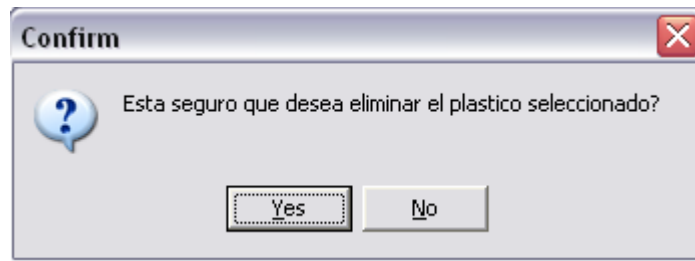 Confirm
Esta seguro que desea eliminar el plastico seleccionado?
Yes
No